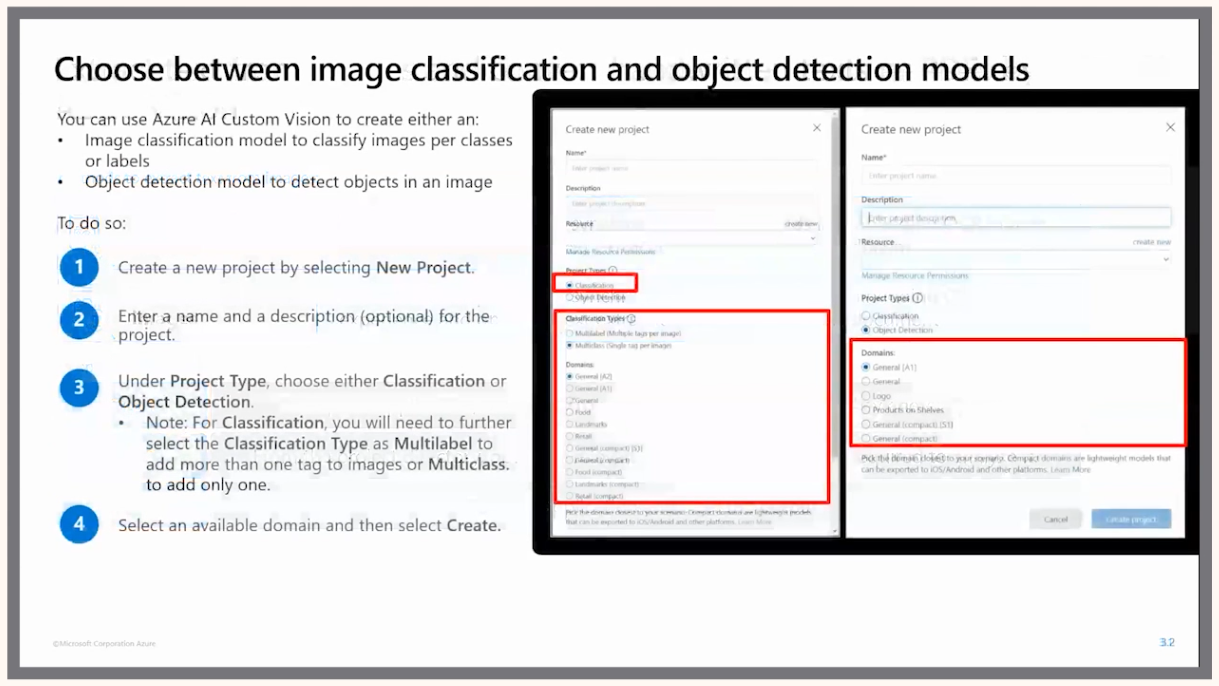 Choose between image classification and object detection models
You can use Azure AI Custom Vision to create either an:
• Image classification model to classify images per classes
or labels
• Object detection model to detect objects in an image
To do so:
1 Create a new project by selecting New Project.
2 Enter a name and a description (optional) for the
project.
3 Under Project Type, choose either Classification or
Object Detection.
• Note: For Classification, you will need to further
select the Classification Type as Multilabel to
add more than one tag to images or Multiclass.
to add only one.
4 Select an available domain and then select Create.
Create new project
Name*
Enter project name
Description
Enter project description
Resource create new
Manage Resource Permissions
Project Types
Classification
Object Detection
Classification Types
Multilabel (Multiple tags per image)
Multiclass (Single tag per image)
Domains:
General [A2]
General [A1]
General
Food
Landmarks
Retail
General (compact) [S1]
General (compact)
Food (compact)
Landmarks (compact)
Retail (compact)
Pick the domain closest to your scenario. Compact domains are lightweight models
that can be exported to iOS/Android and other platforms. Learn More
Create new project
Name*
Enter project name
Description
Enter project description
Resource create new
Manage Resource Permissions
Project Types
Classification
Object Detection
Domains:
General [A1]
General
Logo
Products on Shelves
General (compact) [S1]
General (compact)
Pick the domain closest to your scenario. Compact domains are lightweight models that
can be exported to iOS/Android and other platforms. Learn More
Cancel Create project
©Microsoft Corporation Azure
3.2